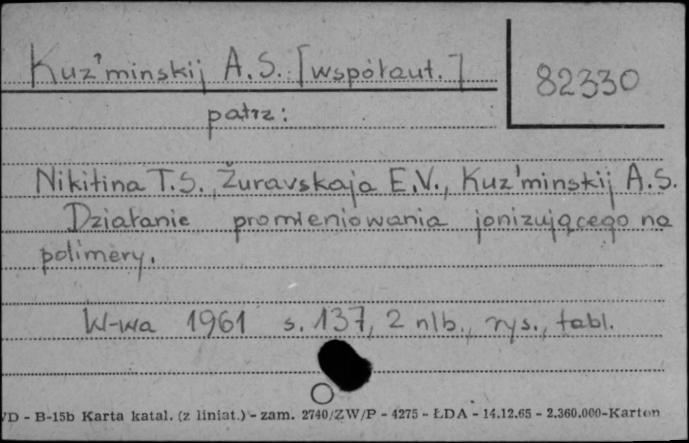 Kuz'minskij A.S. [współaut.]
82330
patrz:
Nikitina T.S., Žuravskaja E.V., Kuz'minskij A.S.
Działanie promieniowania jonizującego na
polimery.
W-wa 1961 s. 137, 2 nlb., rys., tabl.
VD - B-15b Karta katal. (z liniat.) - zam. 2740/ZW/P - 4275 - ŁDA - 14.12.65 - 2.360.000-Karton